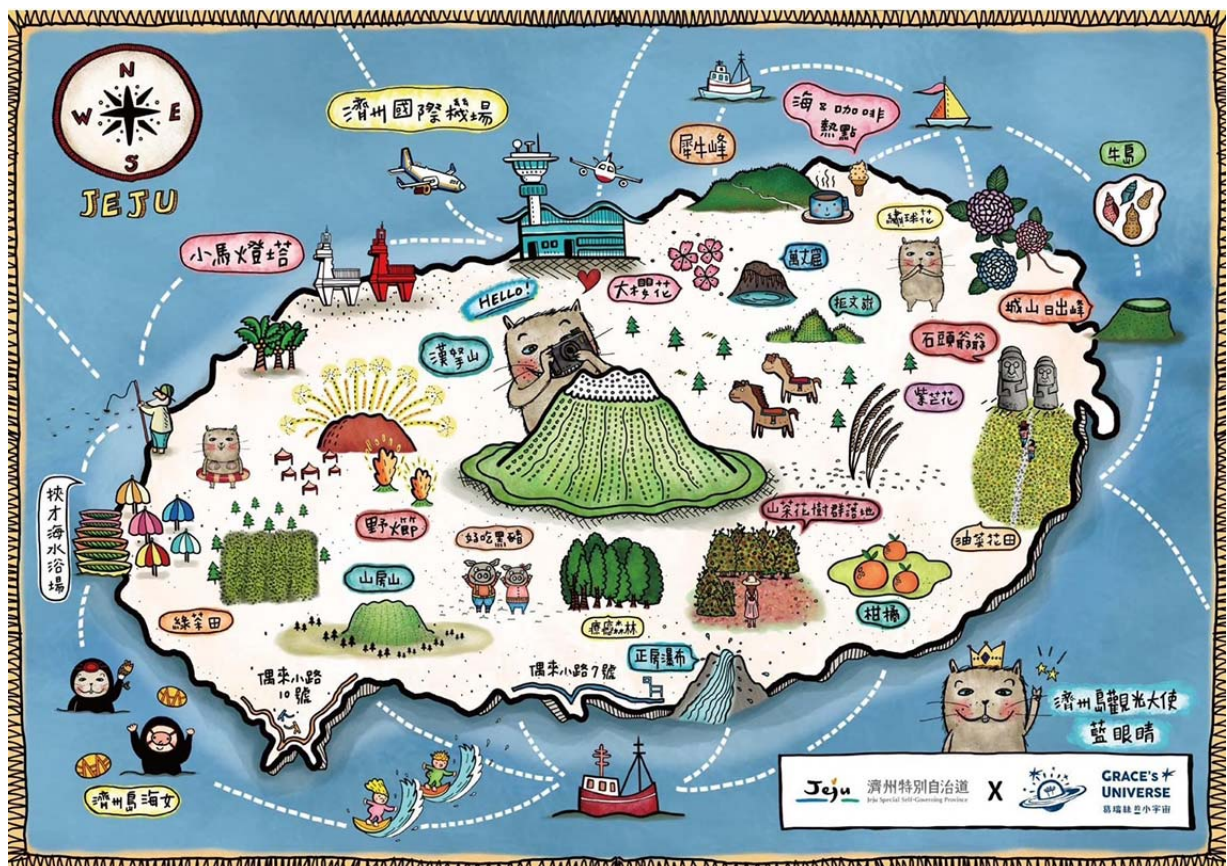 N
W E
S
JEJU
濟州國際機場
犀牛峰
海&咖啡
熱點
牛島
繡球花
小馬燈塔
HELLO!
大櫻花
萬丈窟
拒文岳
城山日出峰
石頭爺爺
漢拏山
紫芒花
挾才海水浴場
野火節
好吃黑豬
山茶花樹群落地
油菜花田
山房山
綠茶田
療癒森林
柑橘
正房瀑布
偶來小路
10號
偶來小路7號
濟州島海女
濟州島觀光大使
藍眼睛
Jeju
濟州特別自治道
Jeju Special Self-Governing Province
X
GRACE's
UNIVERSE
易瑞絲的小宇宙